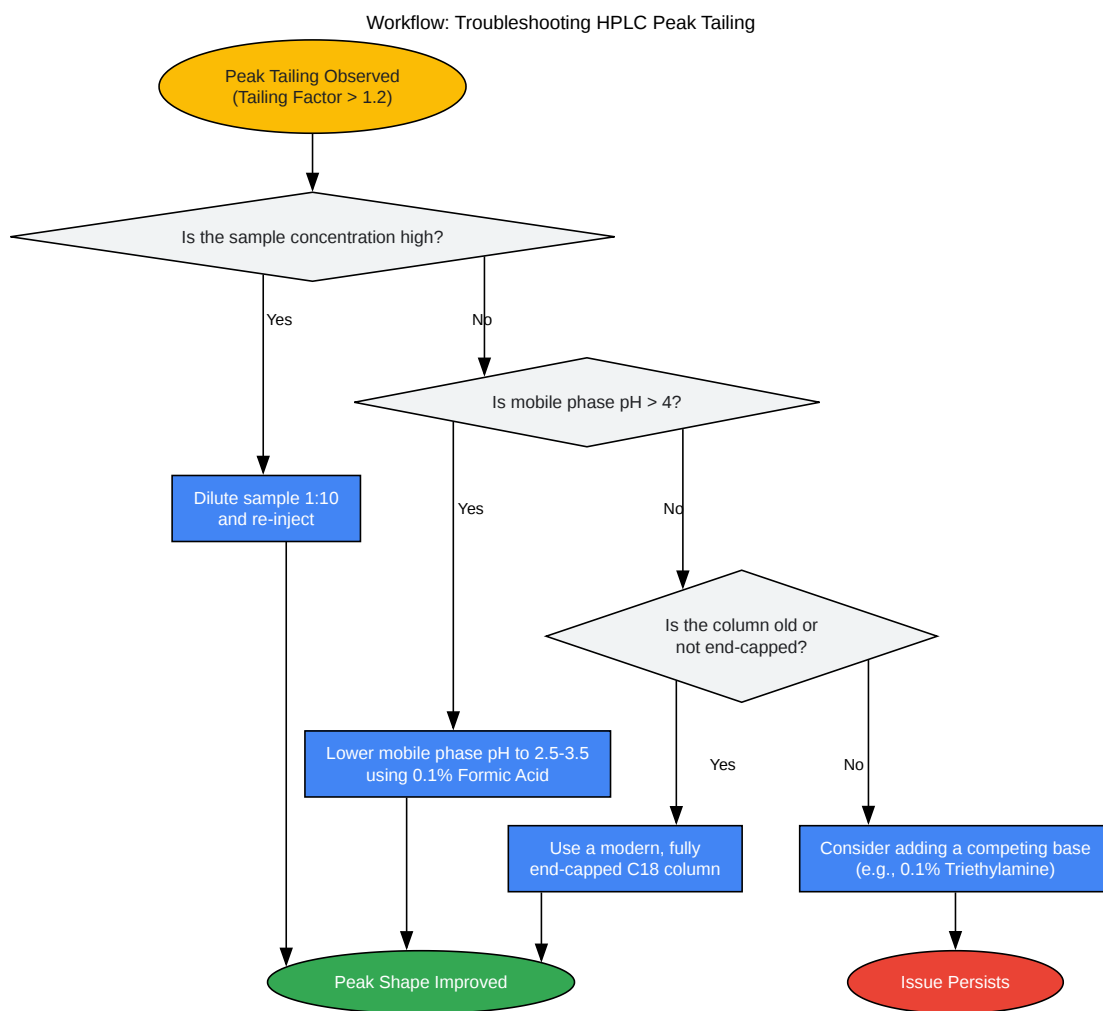 Workflow: Troubleshooting HPLC Peak Tailing
Peak Tailing Observed
(Tailing Factor > 1.2)
Is the sample concentration high?
Yes
No
Is mobile phase pH > 4?
Dilute sample 1:10
and re-inject
Yes
No
Is the column old or
not end-capped?
Lower mobile phase pH to 2.5-3.5
using 0.1% Formic Acid
Yes
No
Use a modern, fully
end-capped C18 column
Consider adding a competing base
(e.g., 0.1% Triethylamine)
Peak Shape Improved
Issue Persists